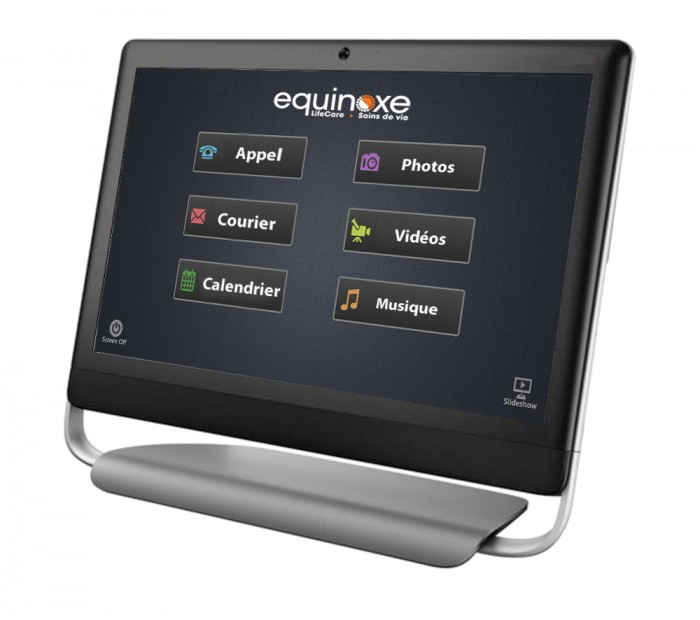 equinoxe
LifeCare • Soins de vie
Appel
Photos
Courier
Vidéos
Calendrier
Musique
Screen Off
Slideshow